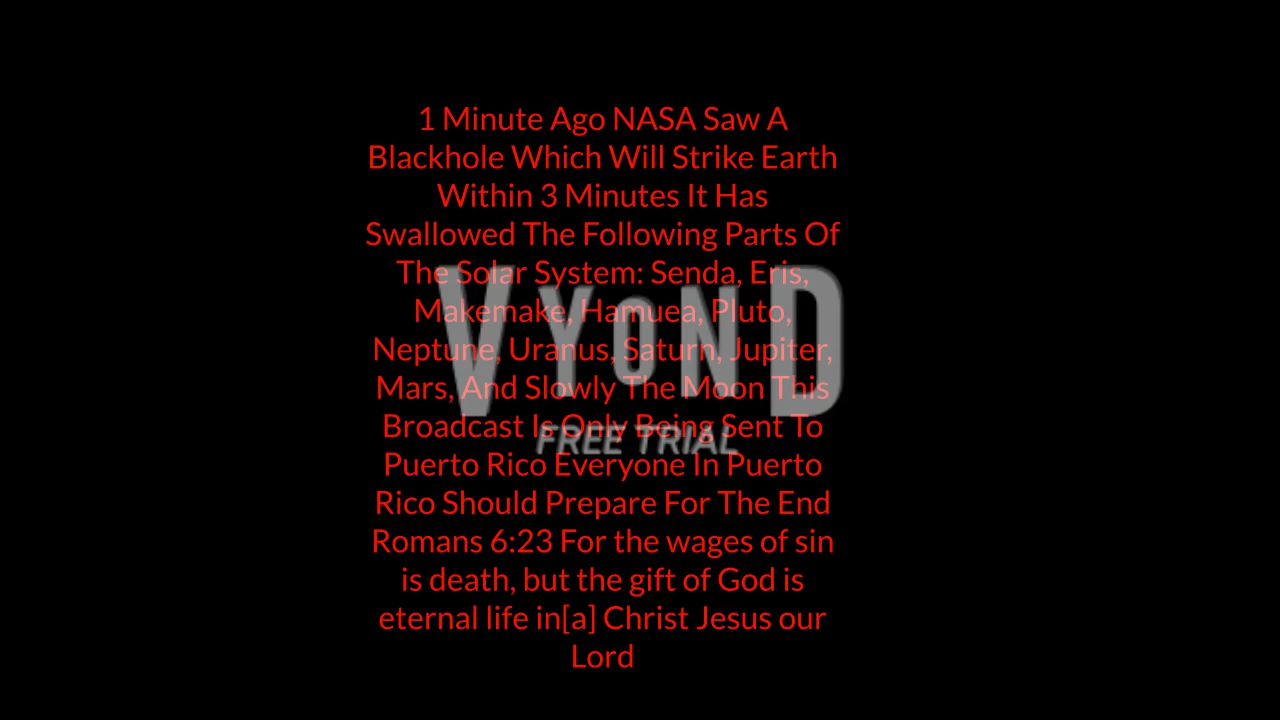 1 Minute Ago NASA Saw A
Blackhole Which Will Strike Earth
Within 3 Minutes It Has
Swallowed The Following Parts Of
The Solar System: Senda, Eris,
Makemake, Hamuea, Pluto,
Neptune, Uranus, Saturn, Jupiter,
Mars, And Slowly The Moon This
Broadcast Is Only Being Sent To
Puerto Rico Everyone In Puerto
Rico Should Prepare For The End
Romans 6:23 For the wages of sin
is death, but the gift of God is
eternal life in[a] Christ Jesus our
Lord
VYOND
FREE TRIAL